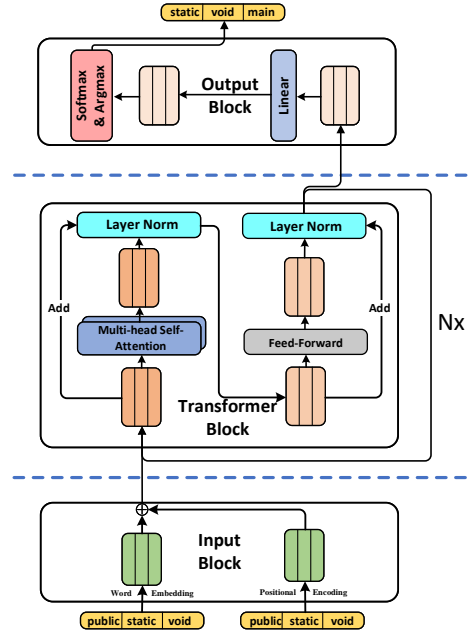 static void main
Softmax
& Argmax
Output
Block
Linear
Layer Norm
Layer Norm
Add
Add
Nx
Multi-head Self-
Attention
Feed-Forward
Transformer
Block
Input
Block
Word Embedding
Positional Encoding
public static void
public static void